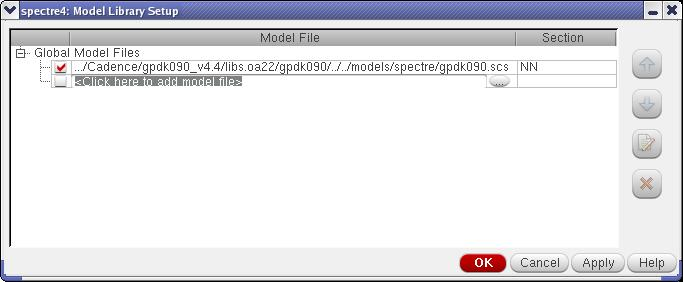 spectre4: Model Library Setup
Model File Section
Global Model Files
.../Cadence/gpdk090_v4.4/libs.oa22/gpdk090/../../models/spectre/gpdk090.scs NN
<Click here to add model file> ...
OK Cancel Apply Help